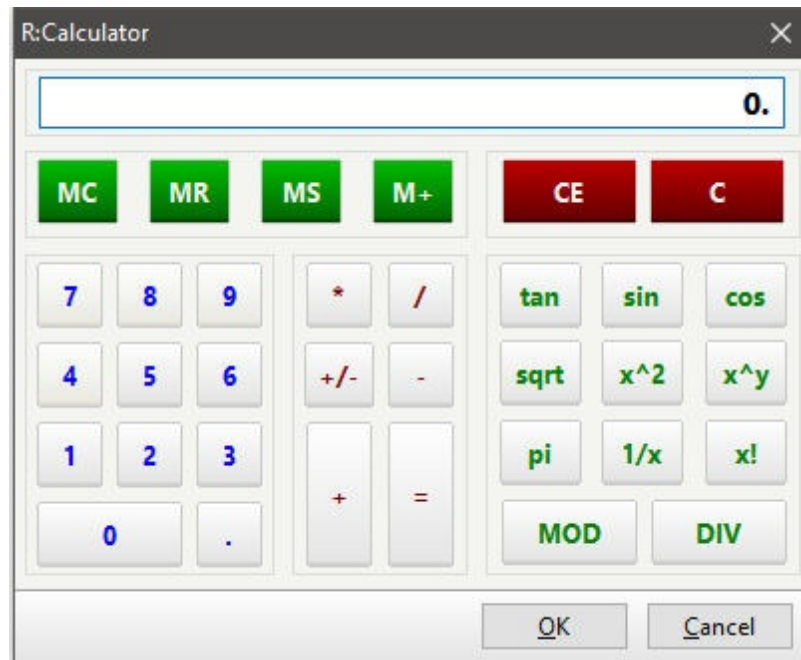 R:Calculator
0.
MC MR MS M+ CE C
7 8 9 * / tan sin cos
4 5 6 +/- - sqrt x^2 x^y
1 2 3 + = pi 1/x x!
0 . MOD DIV
OK Cancel